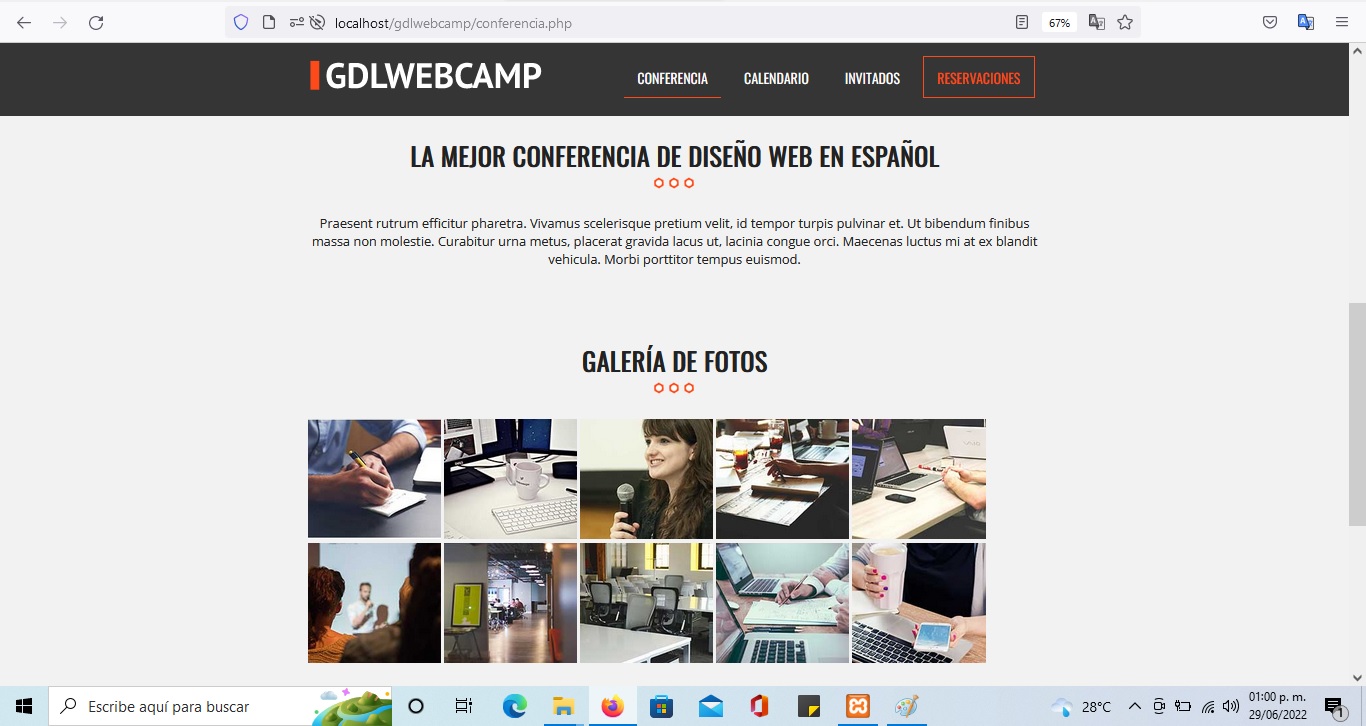 localhost/gdlwebcamp/conferencia.php
67%
GDLWEBCAMP
CONFERENCIA
CALENDARIO
INVITADOS
RESERVACIONES
LA MEJOR CONFERENCIA DE DISEÑO WEB EN ESPAÑOL
Praesent rutrum efficitur pharetra. Vivamus scelerisque pretium velit, id tempor turpis pulvinar et. Ut bibendum finibus
massa non molestie. Curabitur urna metus, placerat gravida lacus ut, lacinia congue orci. Maecenas luctus mi at ex blandit
vehicula. Morbi porttitor tempus euismod.
GALERÍA DE FOTOS
VAIO
Escribe aquí para buscar
28°C
01:00 p. m.
29/06/2022
1